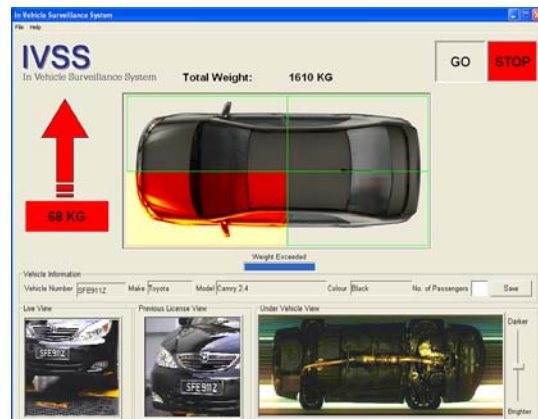 In Vehicle Surveillance System
File Help
IVSS
In Vehicle Surveillance System
Total Weight: 1610 KG
GO STOP
68 KG
Weight Exceeded
Vehicle Information
Vehicle Number SFE911Z Make Toyota Model Camry 2.4 Colour Black No. of Passengers Save
Live View Previous License View Under Vehicle View
Darker
SFE911Z SFE911Z
Brighter